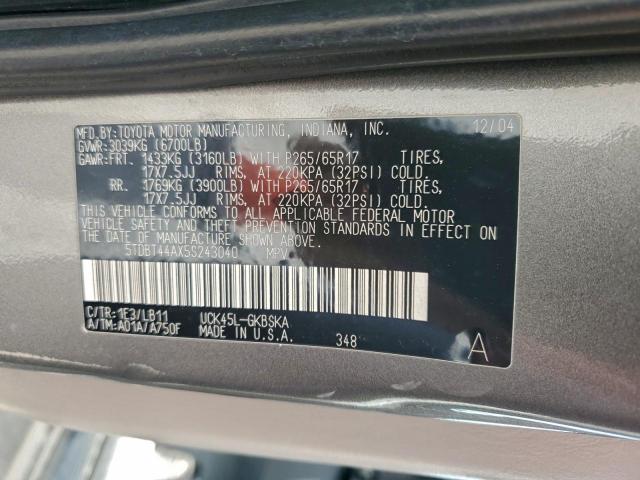 MFD.BY: TOYOTA MOTOR MANUFACTURING, INDIANA, INC. 12/04
GVWR: 3039KG (6700LB)
GAWR: FRT. 1433KG (3160LB) WITH P265/65R17 TIRES,
17X7.5JJ RIMS, AT 220KPA (32PSI) COLD.
RR. 1769KG (3900LB) WITH P265/65R17 TIRES,
17X7.5JJ RIMS, AT 220KPA (32PSI) COLD.
THIS VEHICLE CONFORMS TO ALL APPLICABLE FEDERAL MOTOR
VEHICLE SAFETY AND THEFT PREVENTION STANDARDS IN EFFECT
ON THE DATE OF MANUFACTURE SHOWN ABOVE.
5TDBT44AX5S243040 MPV
C/TR: 1E3/LB11 UCK45L-GKBSKA
A/TM: A01A/A750F MADE IN U.S.A. 348 A